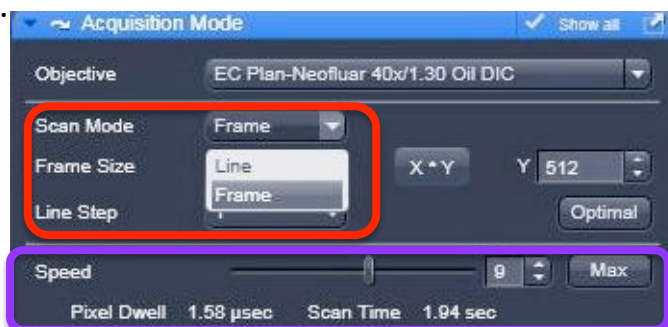 Acquisition Mode Show all
Objective EC Plan-Neofluar 40x/1.30 Oil DIC
Scan Mode Frame
Frame Size Line X * Y Y 512
Frame
Line Step Optimal
Speed 9 Max
Pixel Dwell 1.58 µsec Scan Time 1.94 sec